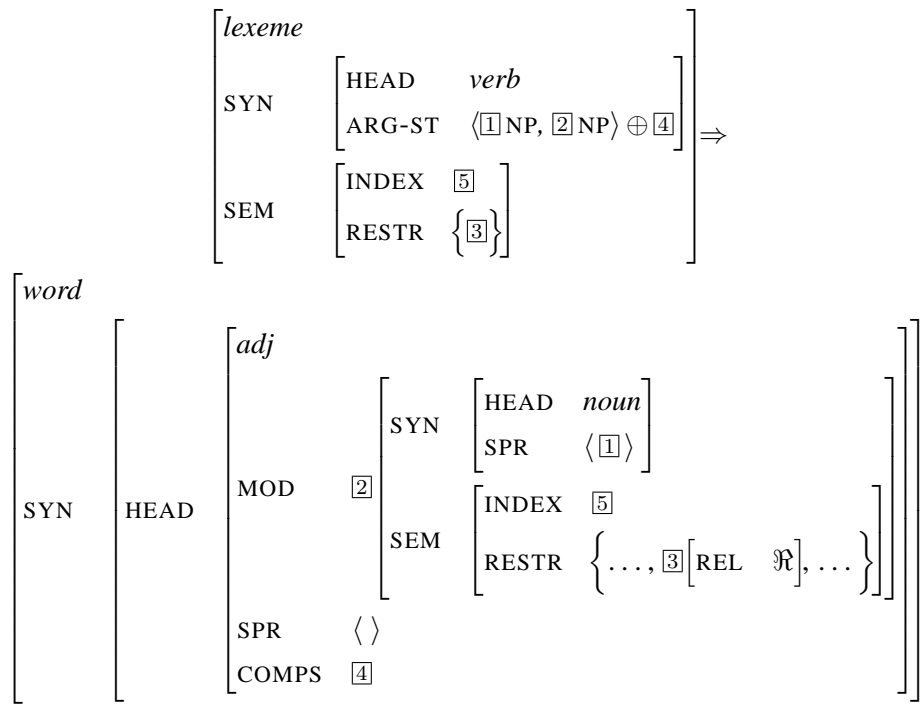 lexeme
HEAD verb
SYN
ARG-ST ⟨1 NP, 2 NP⟩ ⊕ 4
⇒
INDEX 5
SEM
RESTR {3}
word
adj
HEAD noun
SYN
SPR ⟨ 1 ⟩
SYN HEAD MOD 2
INDEX 5
SEM
RESTR {..., 3 [REL ℜ], ...}
SPR ⟨ ⟩
COMPS 4